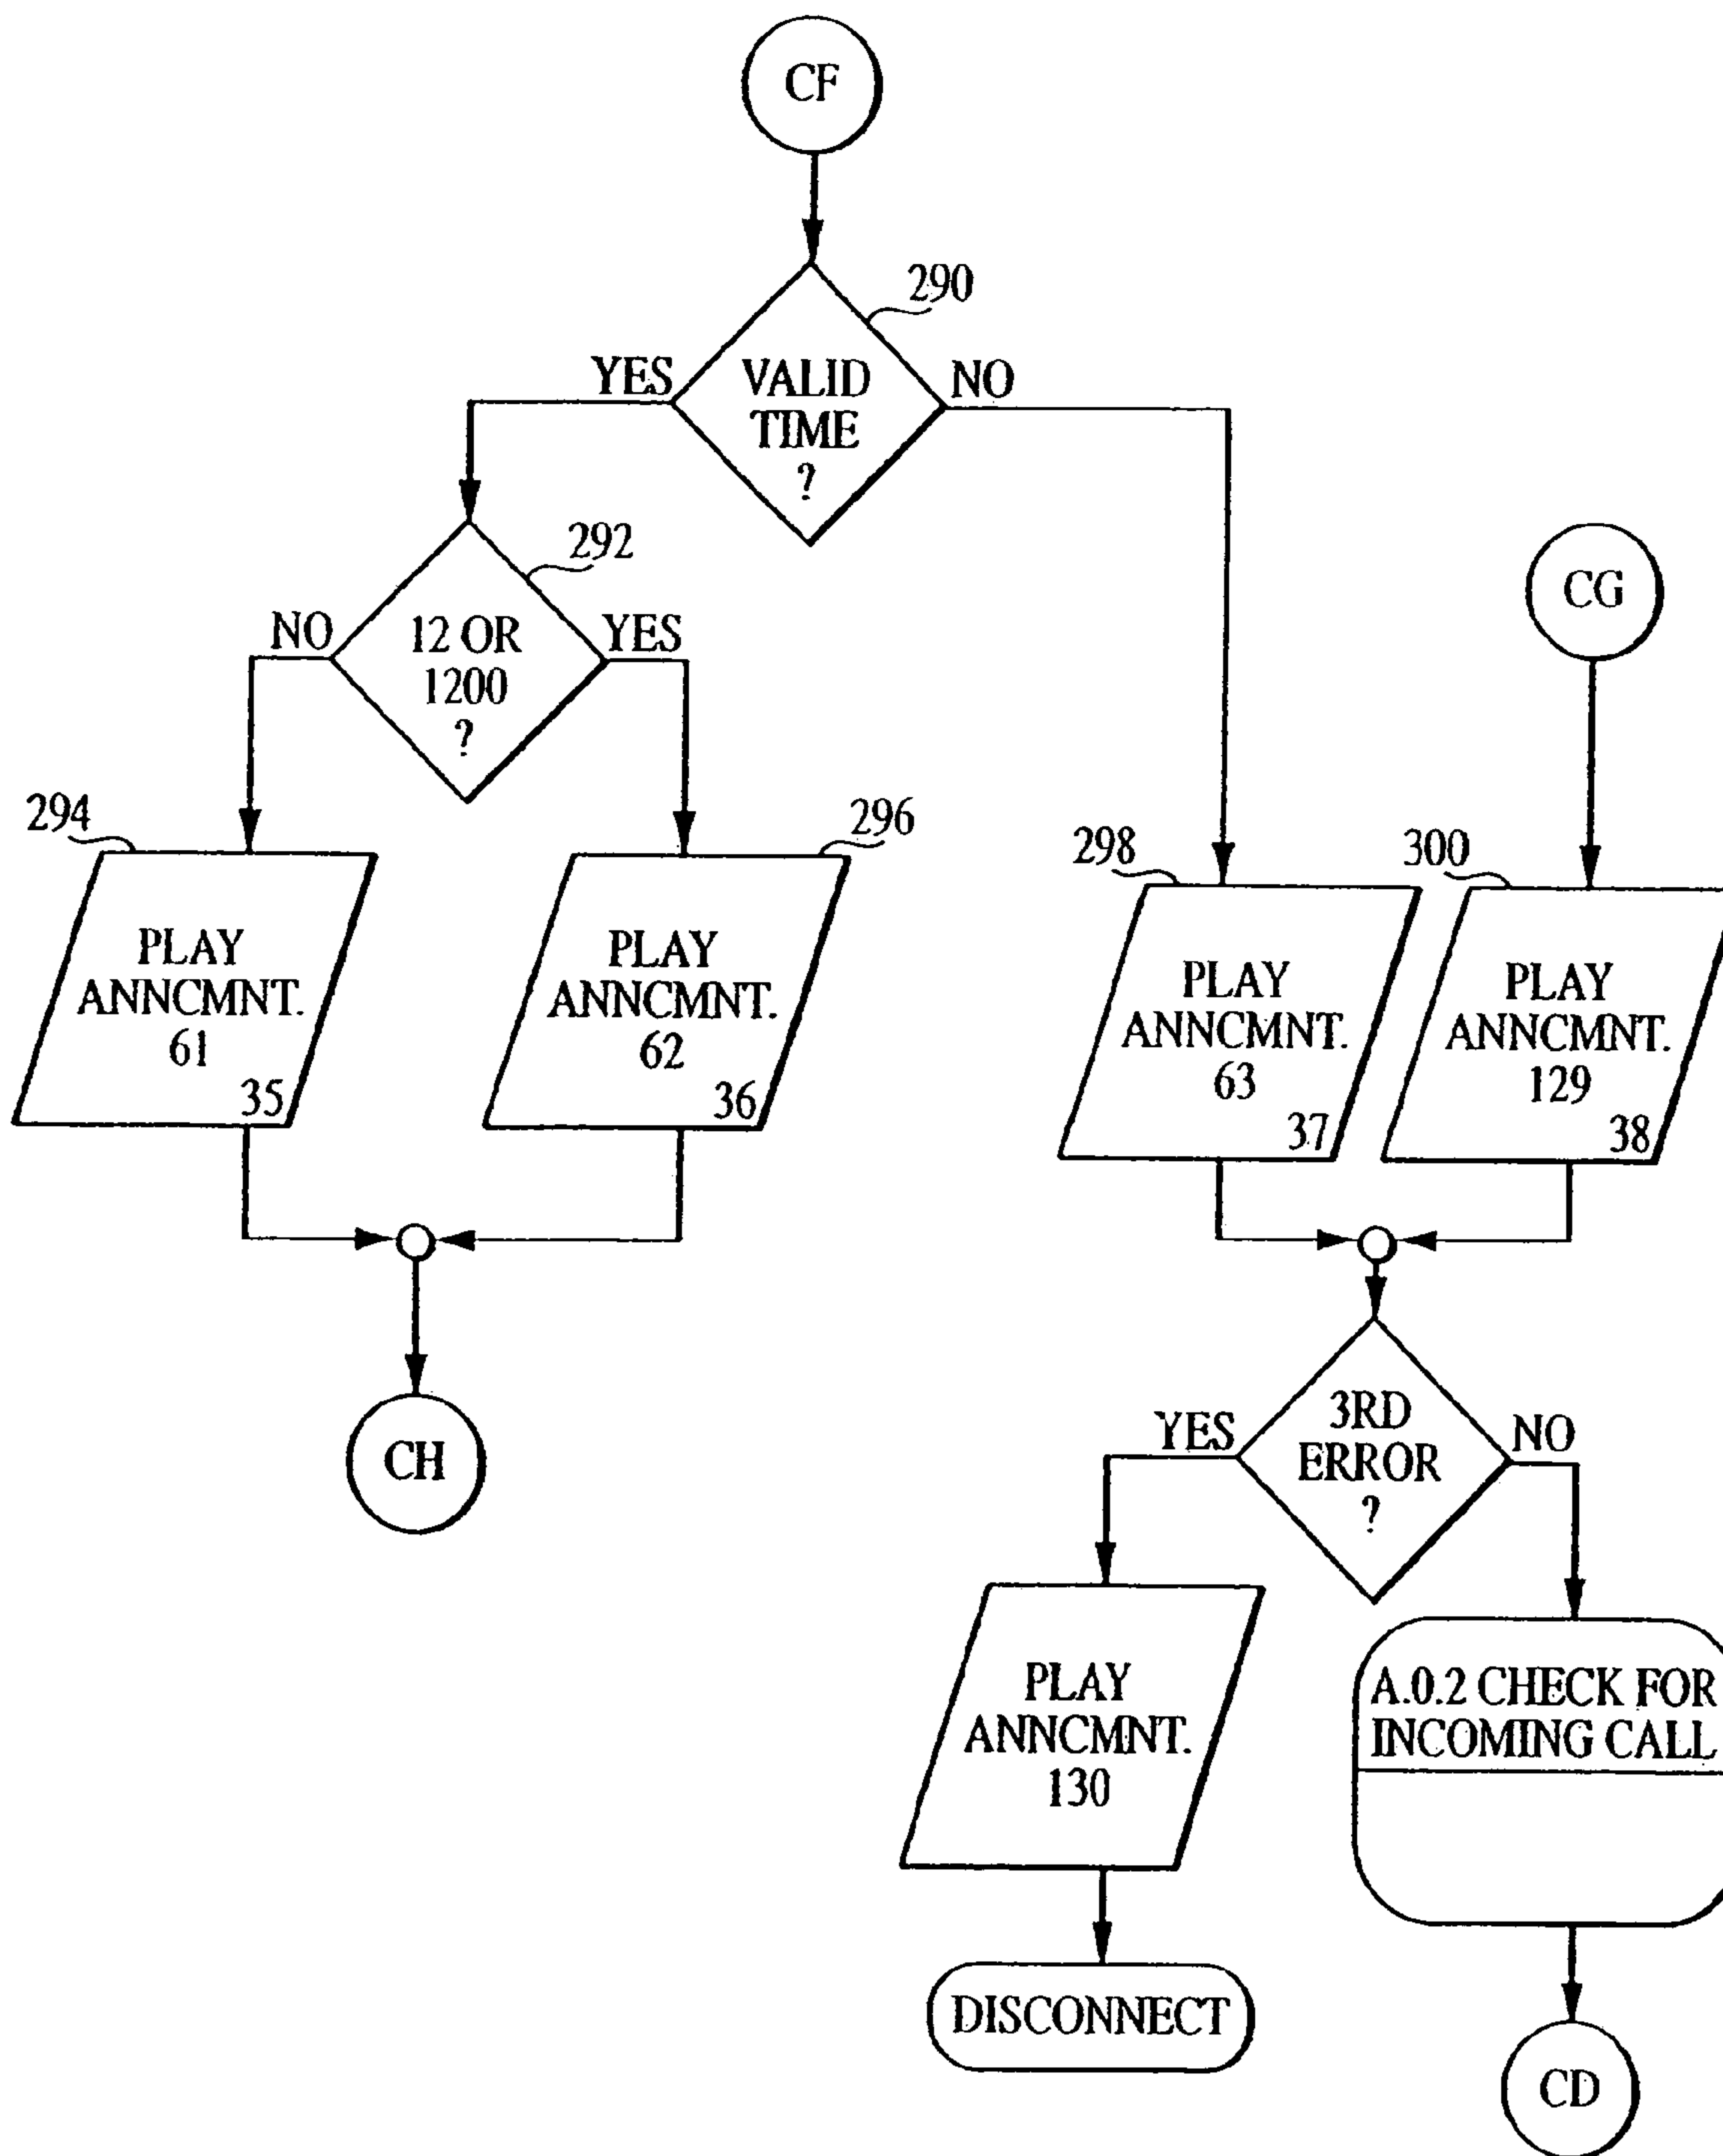 CF
290
YES
VALID
TIME
?
NO
292
NO
12 OR
1200
?
YES
CG
294
PLAY
ANNCMNT.
61
35
296
PLAY
ANNCMNT.
62
36
298
PLAY
ANNCMNT.
63
37
300
PLAY
ANNCMNT.
129
38
CH
YES
3RD
ERROR
?
NO
PLAY
ANNCMNT.
130
A.0.2 CHECK FOR
INCOMING CALL
DISCONNECT
CD